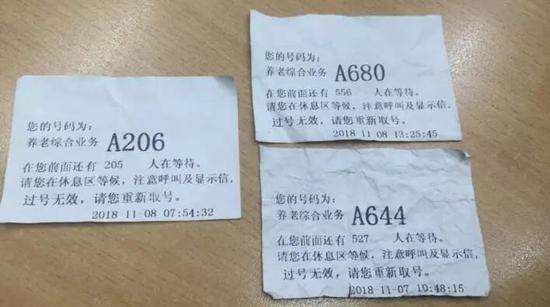 您的号码为:
养老综合业务 A206
在您前面还有 205 人在等待。
请您在休息区等候，注意呼叫及显示信,
过号无效，请您重新取号。
2018-11-08 07:54:32
您的号码为:
养老综合业务 A680
在您前面还有 556 人在等待。
请您在休息区等候，注意呼叫及显示信.
过号无效，请您重新取号。
2018 11 08 13:25:45
您的号码为:
养老综合业务 A644
在您前面还有 527 人在等待。
请您在休息区等候，注意呼叫及显示信.
过号无效，请您重新取号。
2018-11-07